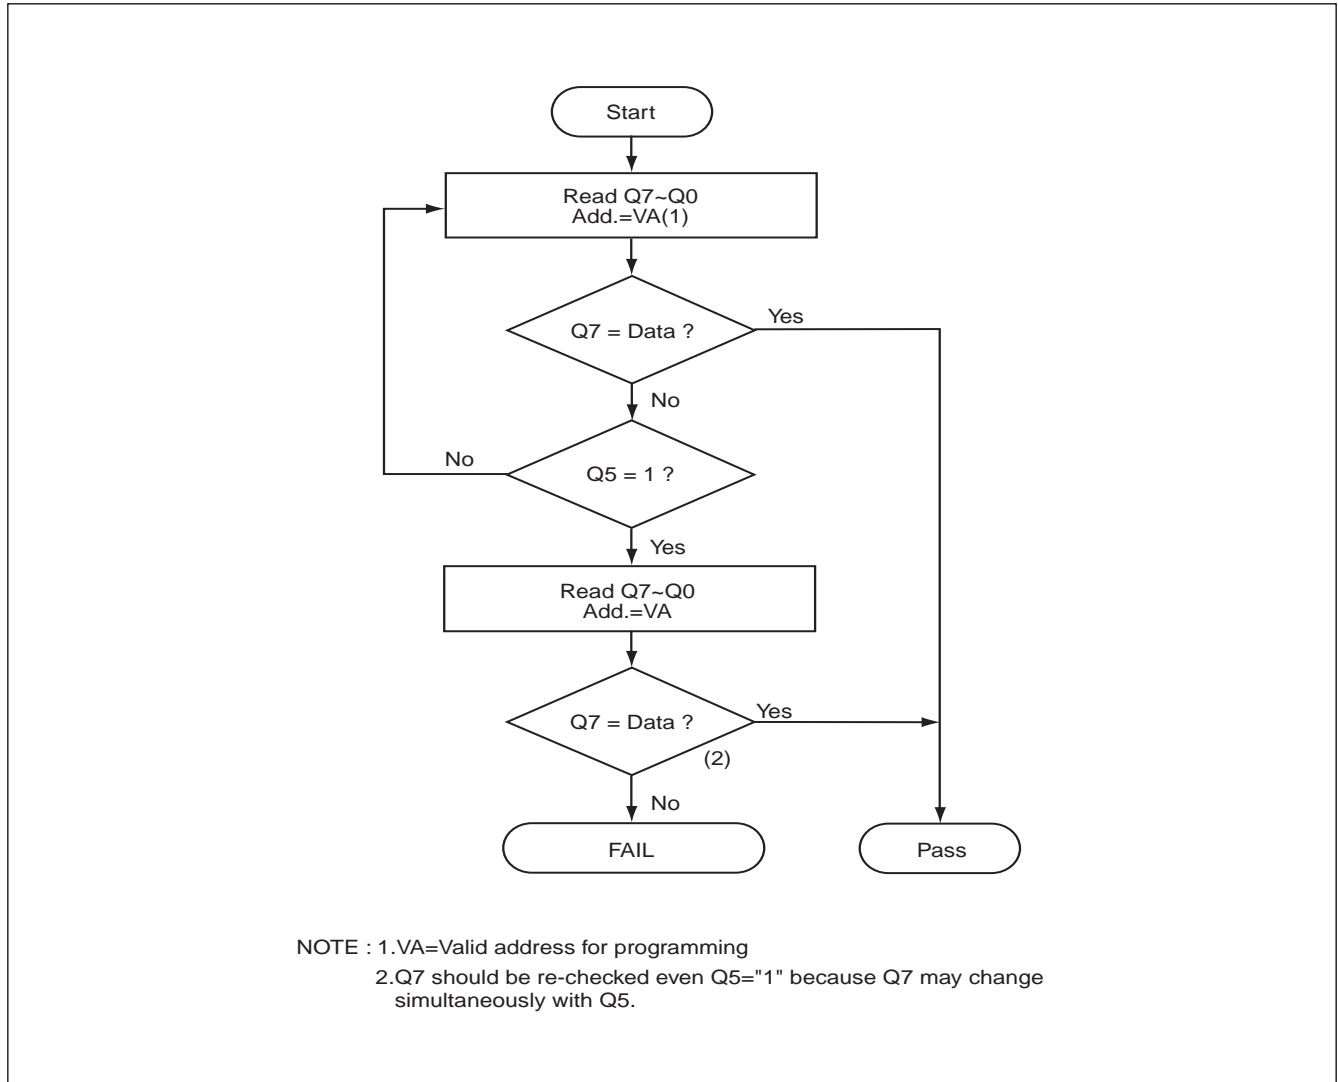 Start
Read Q7~Q0
Add.=VA(1)
Q7 = Data ?
Yes
No
Q5 = 1 ?
No
Yes
Read Q7~Q0
Add.=VA
Q7 = Data ?
Yes
(2)
No
FAIL
Pass
NOTE : 1.VA=Valid address for programming
2.Q7 should be re-checked even Q5="1" because Q7 may change
simultaneously with Q5.